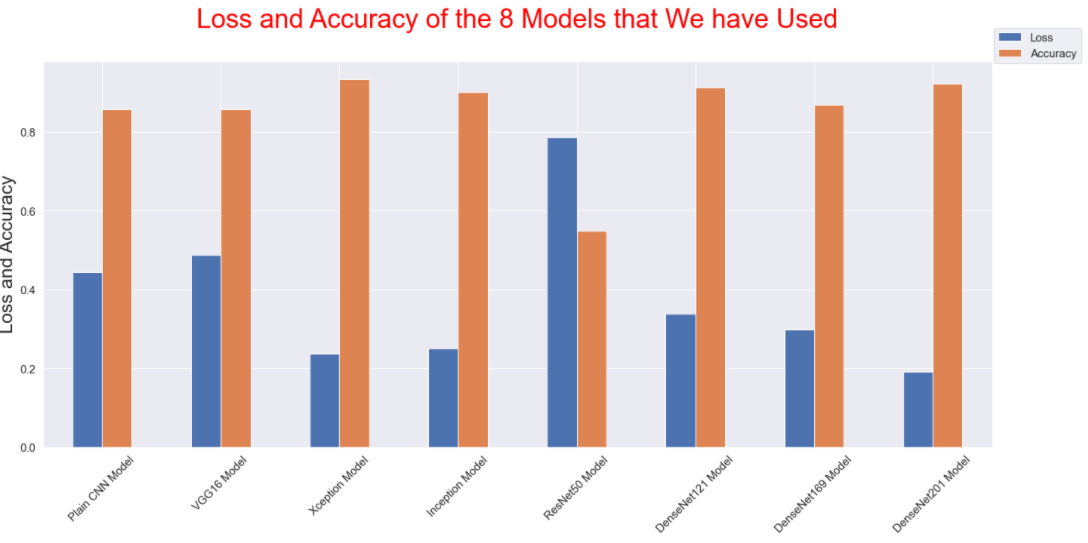 Loss and Accuracy of the 8 Models that We have Used
Loss
Accuracy
Loss and Accuracy
0.8
0.6
0.4
0.2
0.0
Plain CNN Model
VGG16 Model
Xception Model
Inception Model
ResNet50 Model
DenseNet121 Model
DenseNet169 Model
DenseNet201 Model